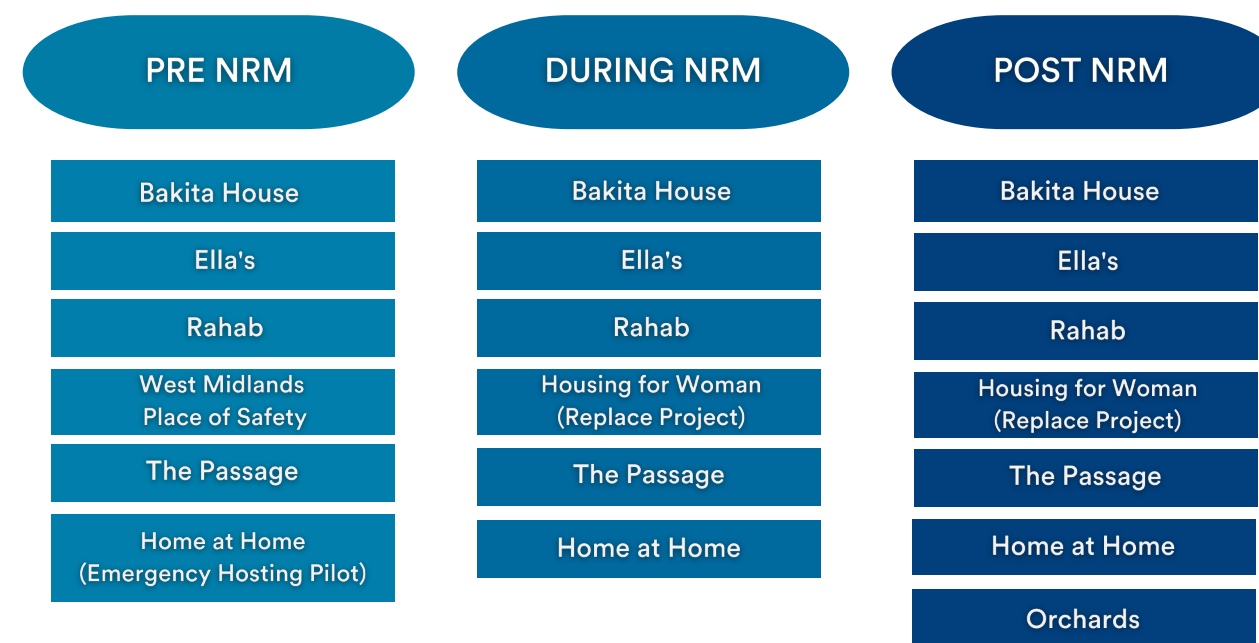 PRE NRM
Bakita House
Ella's
Rahab
West Midlands
Place of Safety
The Passage
Home at Home
(Emergency Hosting Pilot)
DURING NRM
Bakita House
Ella's
Rahab
Housing for Woman
(Replace Project)
The Passage
Home at Home
POST NRM
Bakita House
Ella's
Rahab
Housing for Woman
(Replace Project)
The Passage
Home at Home
Orchards